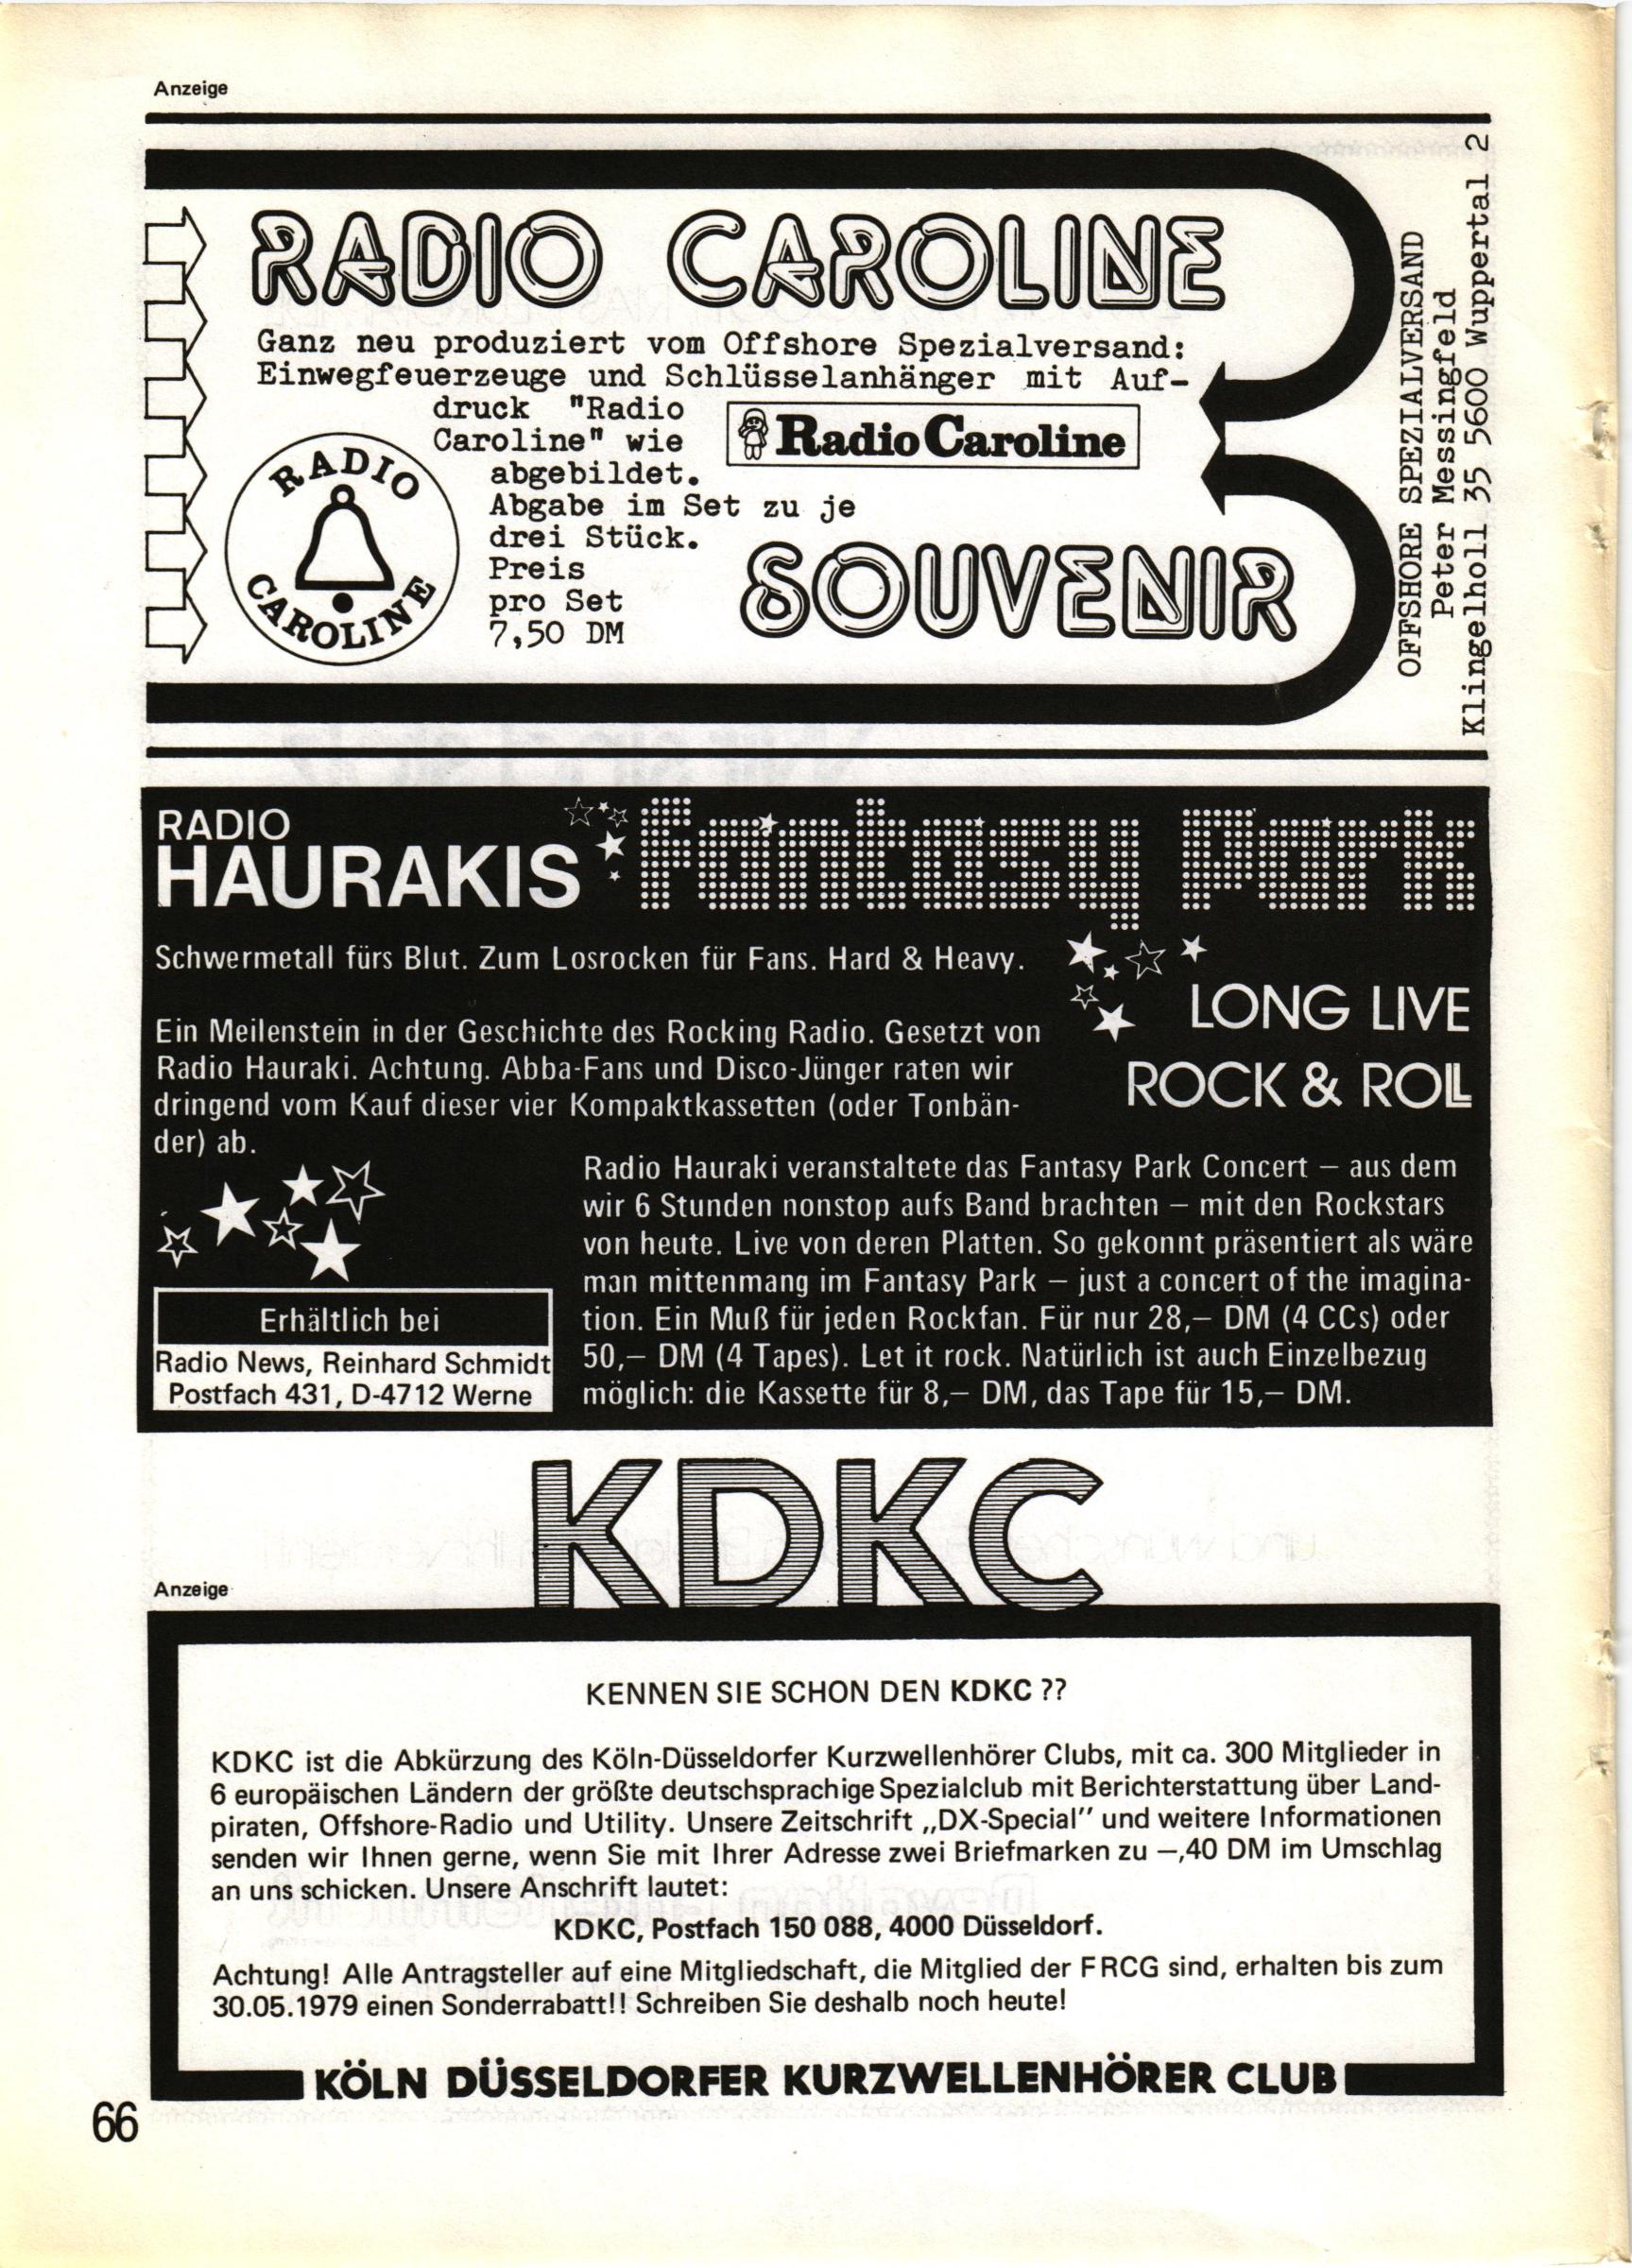 Anzeige
RADIO CAROLINE
Ganz neu produziert vom Offshore Spezialversand:
Einwegfeuerzeuge und Schlüsselanhänger mit Auf-
druck "Radio
Caroline" wie
abgebildet.
Abgabe im Set zu je
drei Stück.
Preis
pro Set
7,50 DM
Radio Caroline
RADIO
CAROLINE
SOUVENIR
OFFSHORE SPEZIALVERSAND
Peter Messingfeld
Klingelholl 35 5600 Wuppertal 2
RADIO
HAURAKIS
Fantasy Park
Schwermetall fürs Blut. Zum Losrocken für Fans. Hard & Heavy.
LONG LIVE
ROCK & ROLL
Ein Meilenstein in der Geschichte des Rocking Radio. Gesetzt von
Radio Hauraki. Achtung. Abba-Fans und Disco-Jünger raten wir
dringend vom Kauf dieser vier Kompaktkassetten (oder Tonbän-
der) ab.
Radio Hauraki veranstaltete das Fantasy Park Concert — aus dem
wir 6 Stunden nonstop aufs Band brachten — mit den Rockstars
von heute. Live von deren Platten. So gekonnt präsentiert als wäre
man mittenmang im Fantasy Park — just a concert of the imagina-
tion. Ein Muß für jeden Rockfan. Für nur 28,— DM (4 CCs) oder
50,— DM (4 Tapes). Let it rock. Natürlich ist auch Einzelbezug
möglich: die Kassette für 8,— DM, das Tape für 15,— DM.
Erhältlich bei
Radio News, Reinhard Schmidt
Postfach 431, D-4712 Werne
KDKC
Anzeige
KENNEN SIE SCHON DEN KDKC ??
KDKC ist die Abkürzung des Köln-Düsseldorfer Kurzwellenhörer Clubs, mit ca. 300 Mitglieder in
6 europäischen Ländern der größte deutschsprachige Spezialclub mit Berichterstattung über Land-
piraten, Offshore-Radio und Utility. Unsere Zeitschrift „DX-Special" und weitere Informationen
senden wir Ihnen gerne, wenn Sie mit Ihrer Adresse zwei Briefmarken zu —,40 DM im Umschlag
an uns schicken. Unsere Anschrift lautet:
KDKC, Postfach 150 088, 4000 Düsseldorf.
Achtung! Alle Antragsteller auf eine Mitgliedschaft, die Mitglied der FRCG sind, erhalten bis zum
30.05.1979 einen Sonderrabatt!! Schreiben Sie deshalb noch heute!
KÖLN DÜSSELDORFER KURZWELLENHÖRER CLUB
66